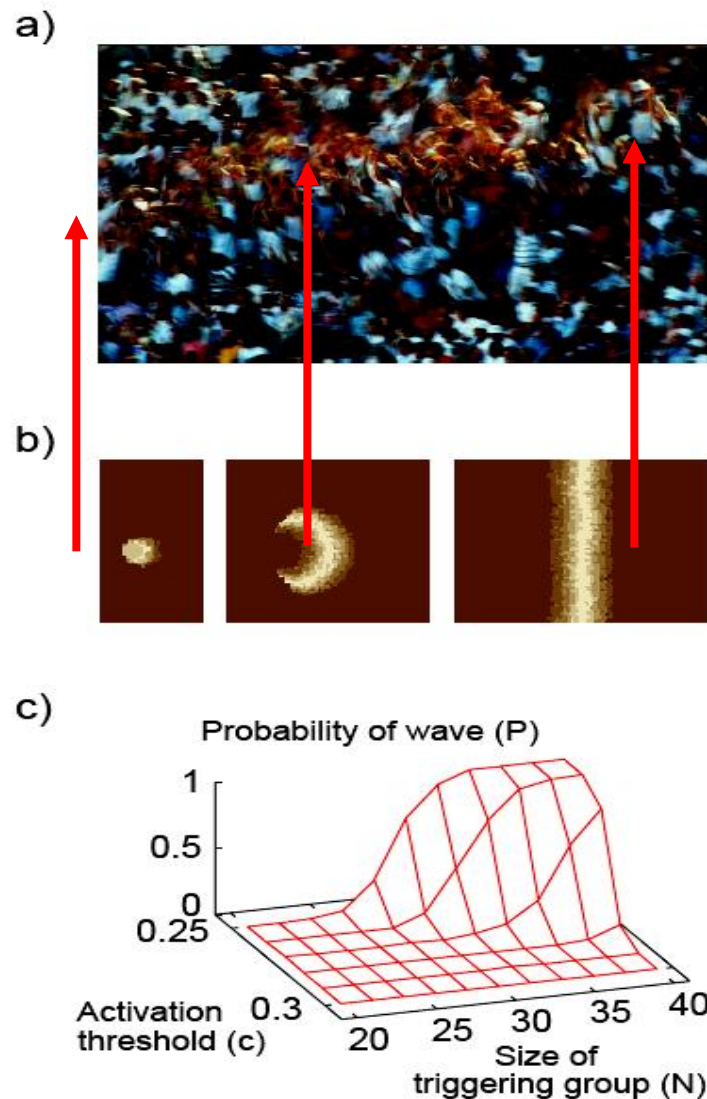 a)
b)
c)
Probability of wave (P)
1
0.5
0
0.25
0.3
Activation
threshold (c)
20
25
30
35
40
Size of
triggering group (N)